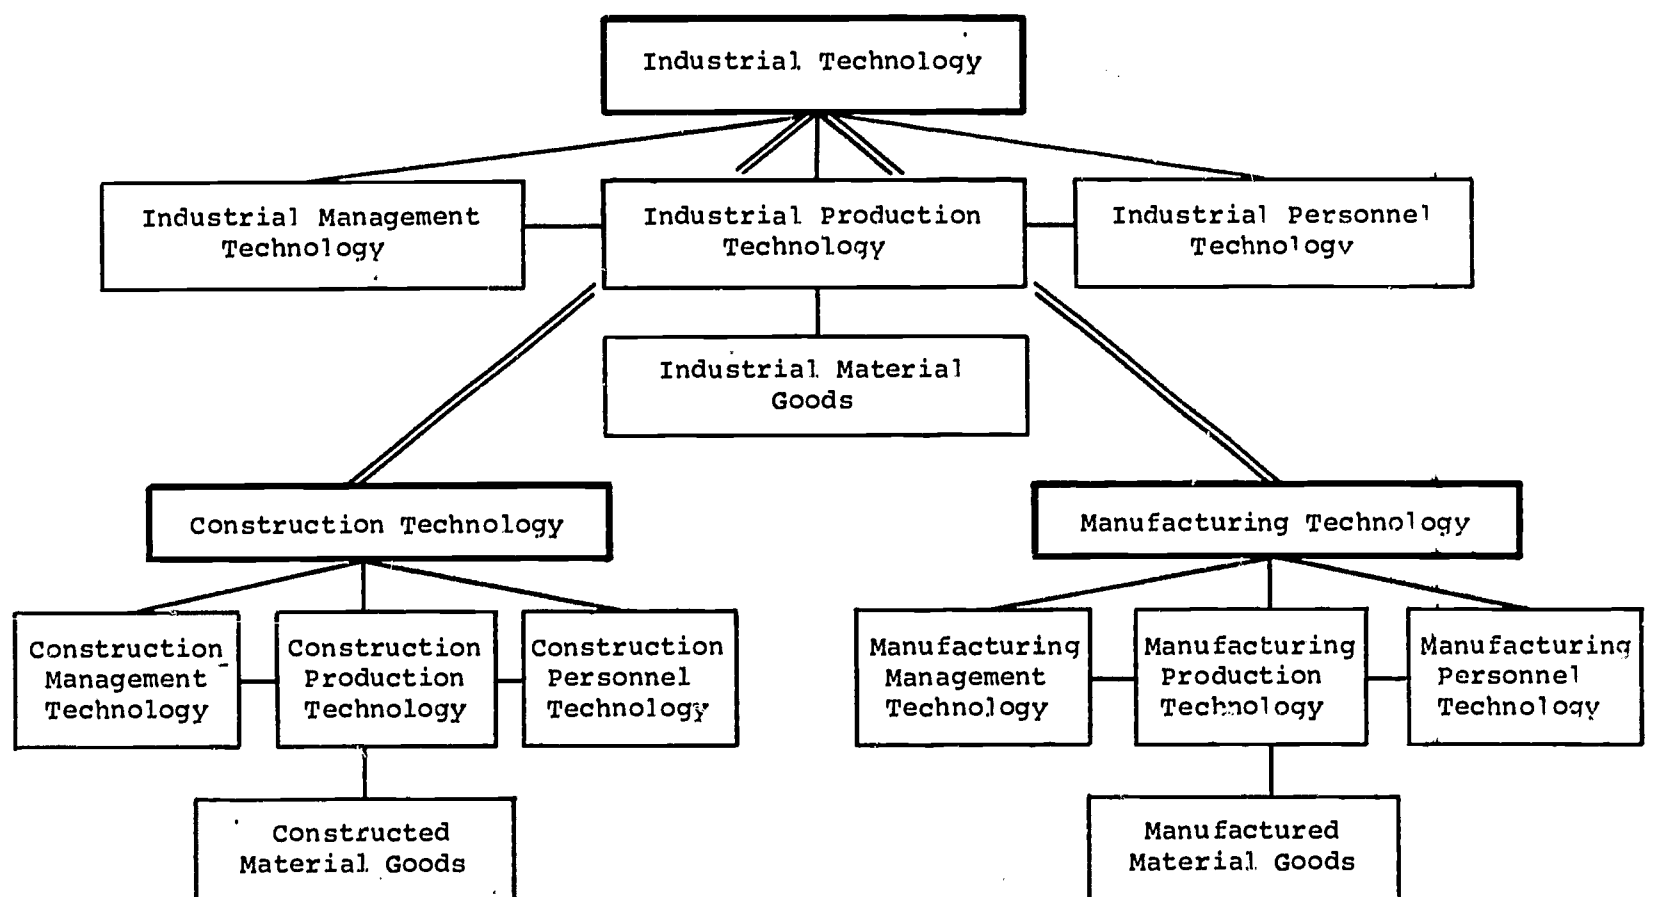 Industrial Technology
Industrial Management
Technology
Industrial Production
Technology
Industrial Personnel
Technology
Industrial Material
Goods
Construction Technology
Manufacturing Technology
Construction
Management
Technology
Construction
Production
Technology
Construction
Personnel
Technology
Manufacturing
Management
Technology
Manufacturing
Production
Technology
Manufacturing
Personnel
Technology
Constructed
Material Goods
Manufactured
Material Goods